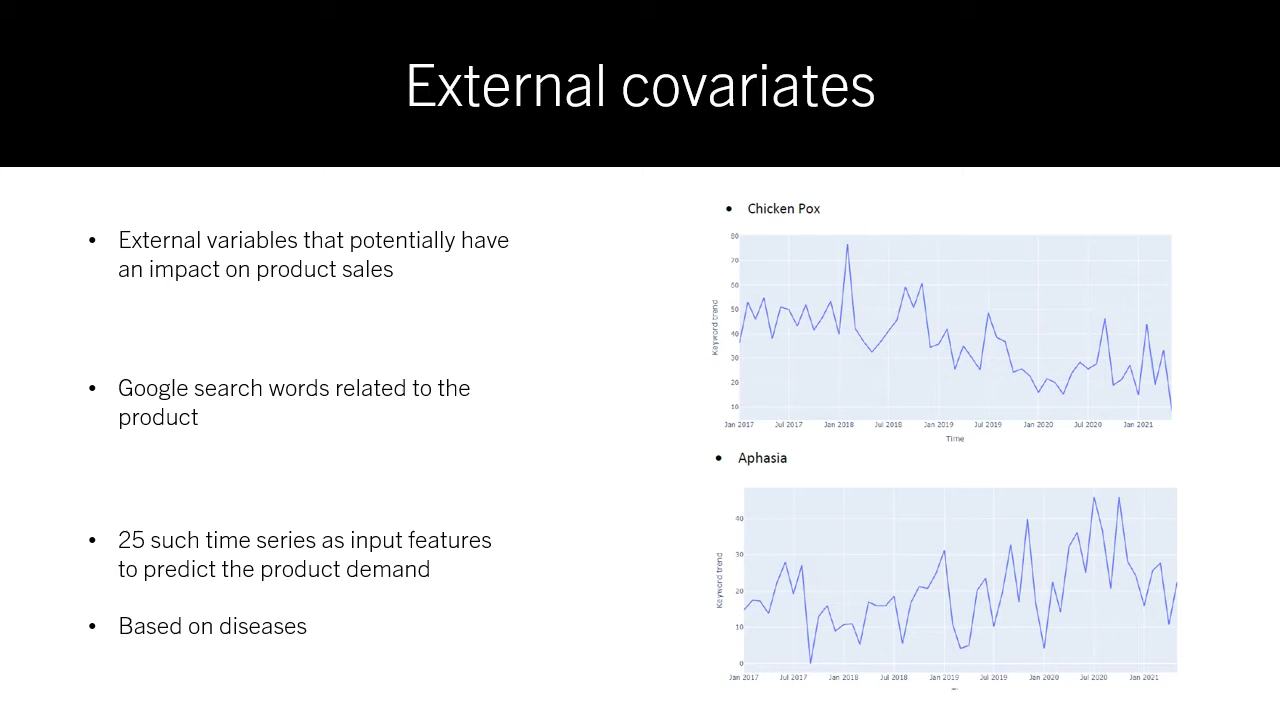 External covariates
• External variables that potentially have
an impact on product sales
• Google search words related to the
product
• 25 such time series as input features
to predict the product demand
• Based on diseases
• Chicken Pox
80
70
60
50
40
30
20
10
Keyword trend
Jan 2017 Jul 2017 Jan 2018 Jul 2018 Jan 2019 Jul 2019 Jan 2020 Jul 2020 Jan 2021
Time
• Aphasia
40
30
20
10
0
Keyword trend
Jan 2017 Jul 2017 Jan 2018 Jul 2018 Jan 2019 Jul 2019 Jan 2020 Jul 2020 Jan 2021